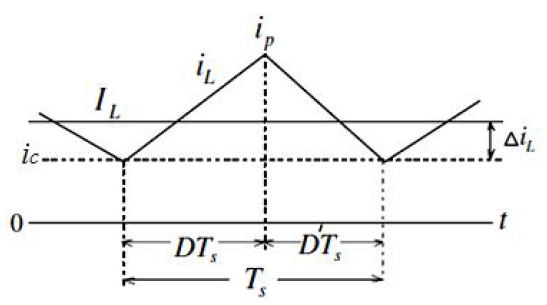 i_p
i_L
I_L
Δi_L
i_c
0
t
DT_s
D'T_s
T_s